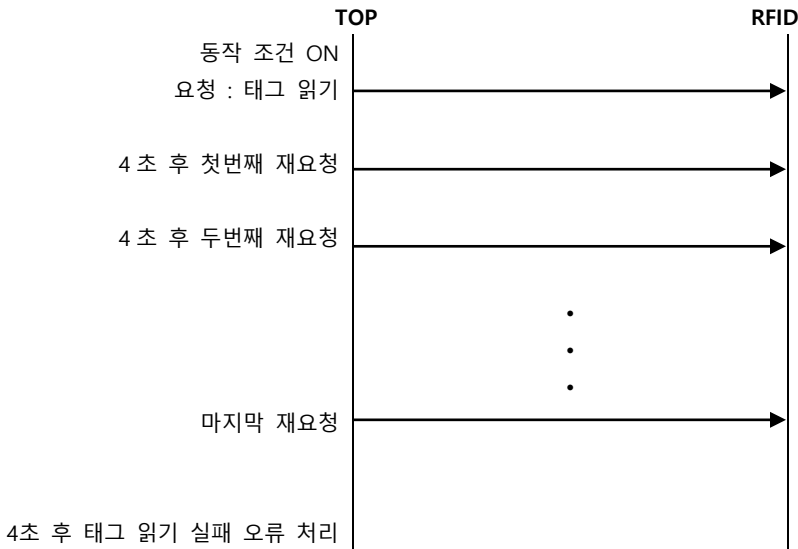 TOP RFID
동작 조건 ON
요청 : 태그 읽기
4초 후 첫번째 재요청
4초 후 두번째 재요청
마지막 재요청
4초 후 태그 읽기 실패 오류 처리